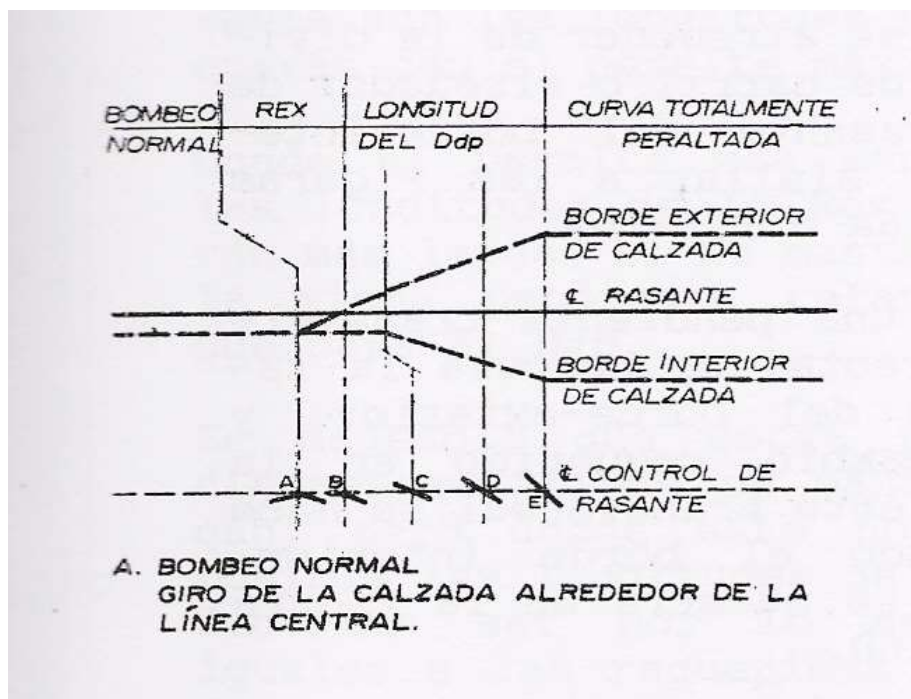 BOMBEO
NORMAL
REX
LONGITUD
DEL Ddp
CURVA TOTALMENTE
PERALTADA
BORDE EXTERIOR
DE CALZADA
℄ RASANTE
BORDE INTERIOR
DE CALZADA
A
B
C
D
E
℄ CONTROL DE
RASANTE
A. BOMBEO NORMAL
GIRO DE LA CALZADA ALREDEDOR DE LA
LÍNEA CENTRAL.